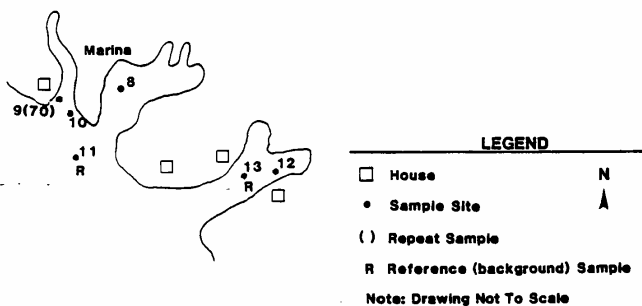 Marina
8
9(70)
10
11
R
13
12
R
LEGEND
House
N
Sample Site
( ) Repeat Sample
R Reference (background) Sample
Note: Drawing Not To Scale